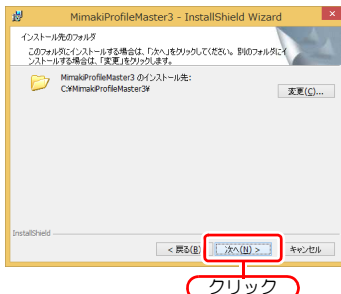 MimakiProfileMaster3 - InstallShield Wizard
インストール先のフォルダ
このフォルダにインストールする場合は、「次へ」をクリックしてください。別のフォルダにイ
ンストールする場合は、「変更」をクリックします。
MimakiProfileMaster3 のインストール先:
C:¥MimakiProfileMaster3¥
変更(C)...
InstallShield
< 戻る(B)
次へ(N) >
キャンセル
クリック